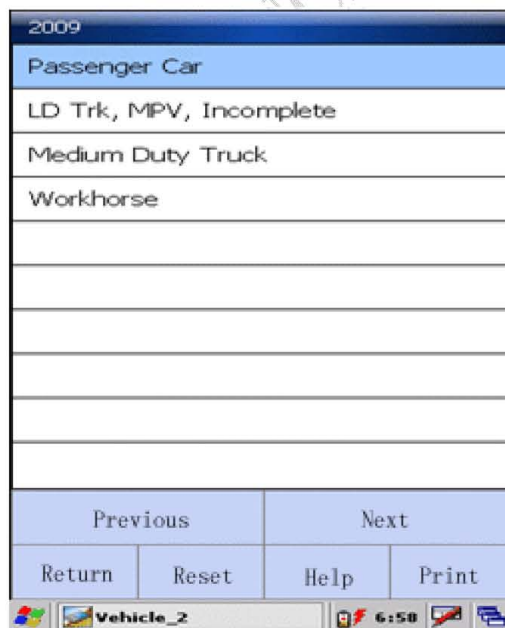 2009
Passenger Car
LD Trk, MPV, Incomplete
Medium Duty Truck
Workhorse
Previous Next
Return Reset Help Print
Vehicle_2 6:58